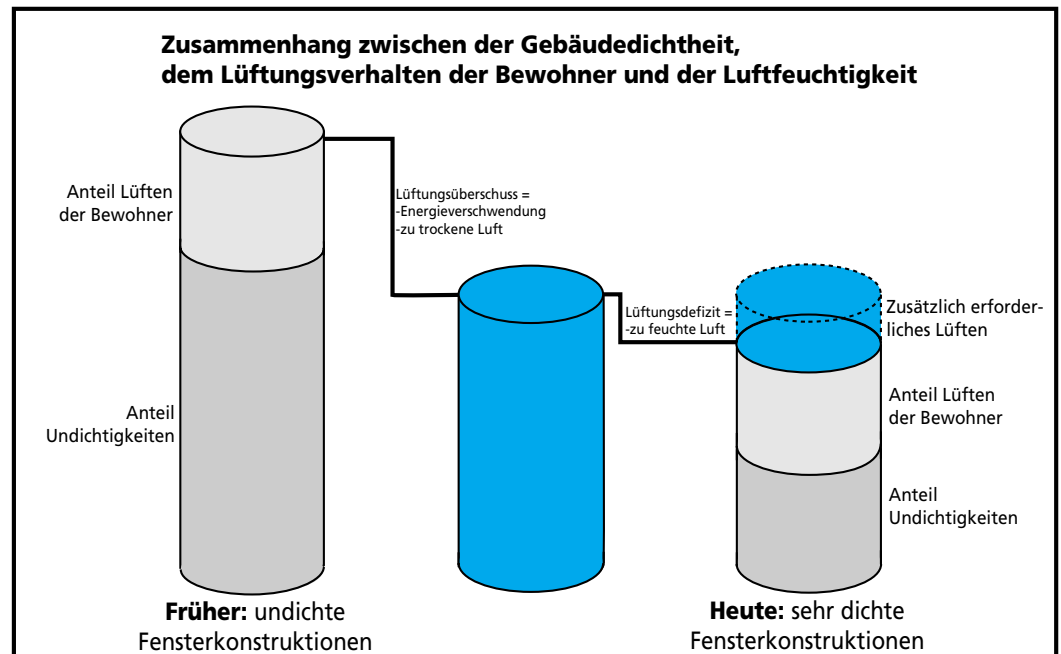 Zusammenhang zwischen der Gebäudedichtheit,
dem Lüftungsverhalten der Bewohner und der Luftfeuchtigkeit
Anteil Lüften
der Bewohner
Anteil
Undichtigkeiten
Lüftungsüberschuss =
-Energieverschwendung
-zu trockene Luft
Lüftungsdefizit =
-zu feuchte Luft
Zusätzlich erforder-
liches Lüften
Anteil Lüften
der Bewohner
Anteil
Undichtigkeiten
Früher: undichte
Fensterkonstruktionen
Heute: sehr dichte
Fensterkonstruktionen